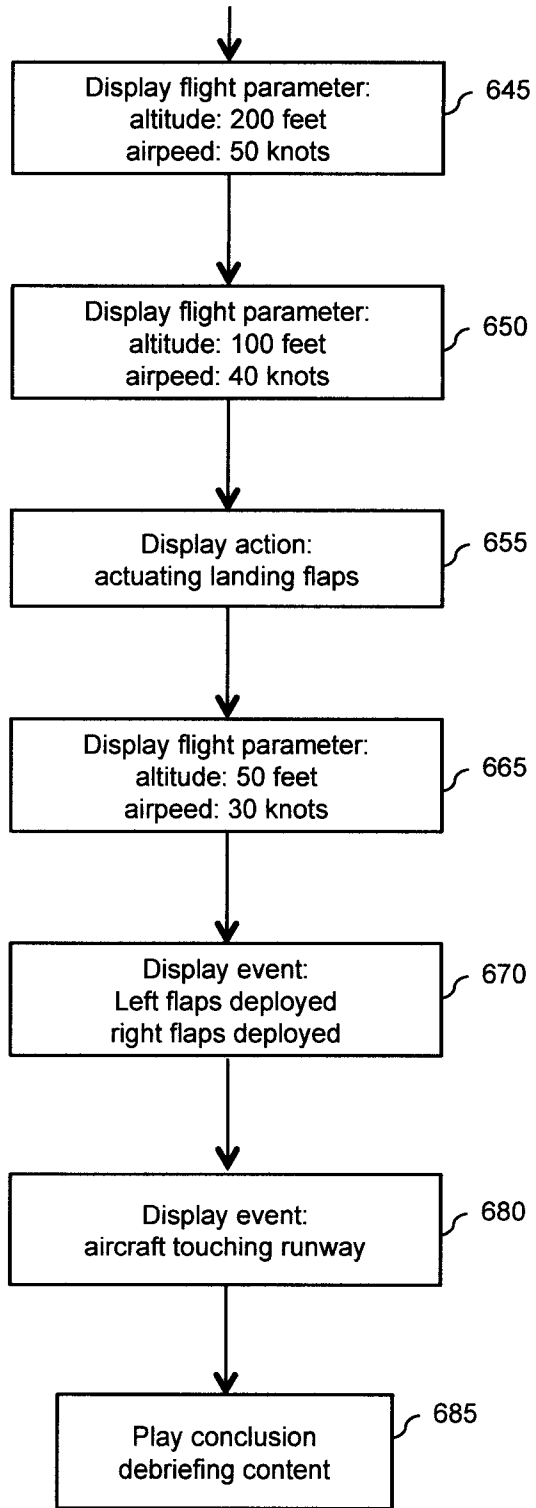 Display flight parameter:
altitude: 200 feet
airpeed: 50 knots
645
Display flight parameter:
altitude: 100 feet
airpeed: 40 knots
650
Display action:
actuating landing flaps
655
Display flight parameter:
altitude: 50 feet
airpeed: 30 knots
665
Display event:
Left flaps deployed
right flaps deployed
670
Display event:
aircraft touching runway
680
Play conclusion
debriefing content
685